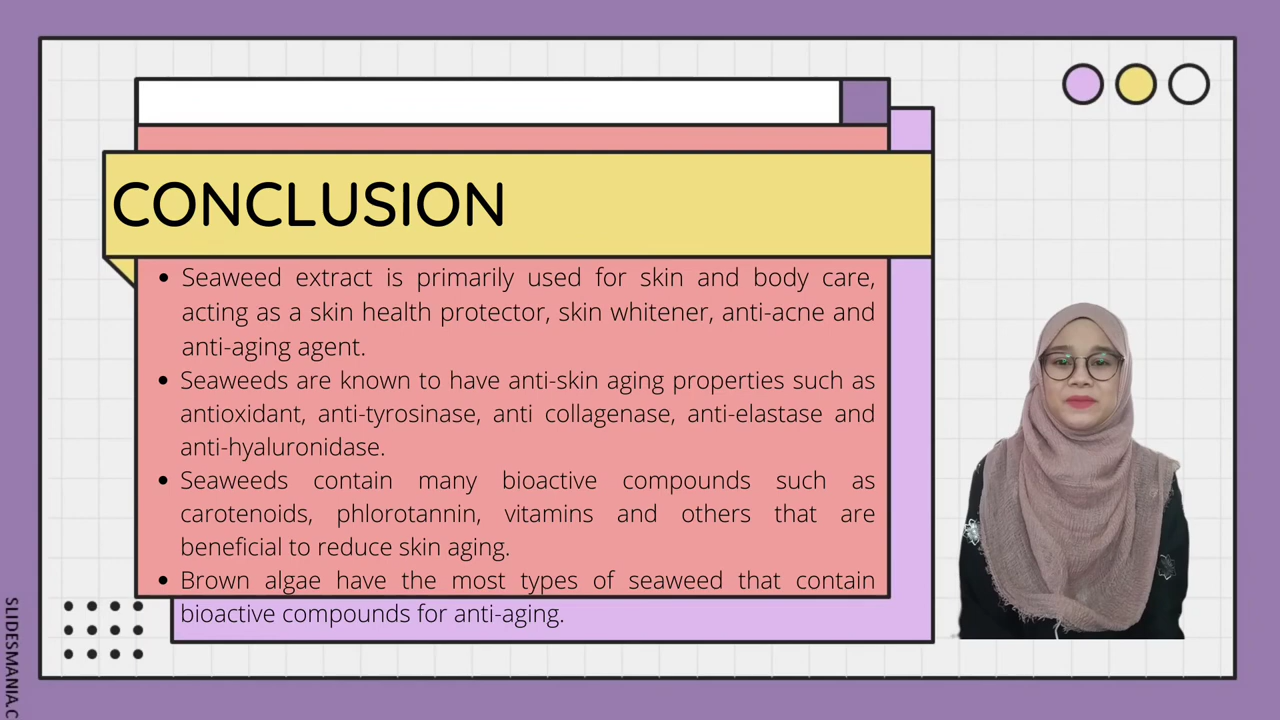 CONCLUSION
• Seaweed extract is primarily used for skin and body care,
acting as a skin health protector, skin whitener, anti-acne and
anti-aging agent.
• Seaweeds are known to have anti-skin aging properties such as
antioxidant, anti-tyrosinase, anti collagenase, anti-elastase and
anti-hyaluronidase.
• Seaweeds contain many bioactive compounds such as
carotenoids, phlorotannin, vitamins and others that are
beneficial to reduce skin aging.
• Brown algae have the most types of seaweed that contain
bioactive compounds for anti-aging.
SLIDESMANIA.C